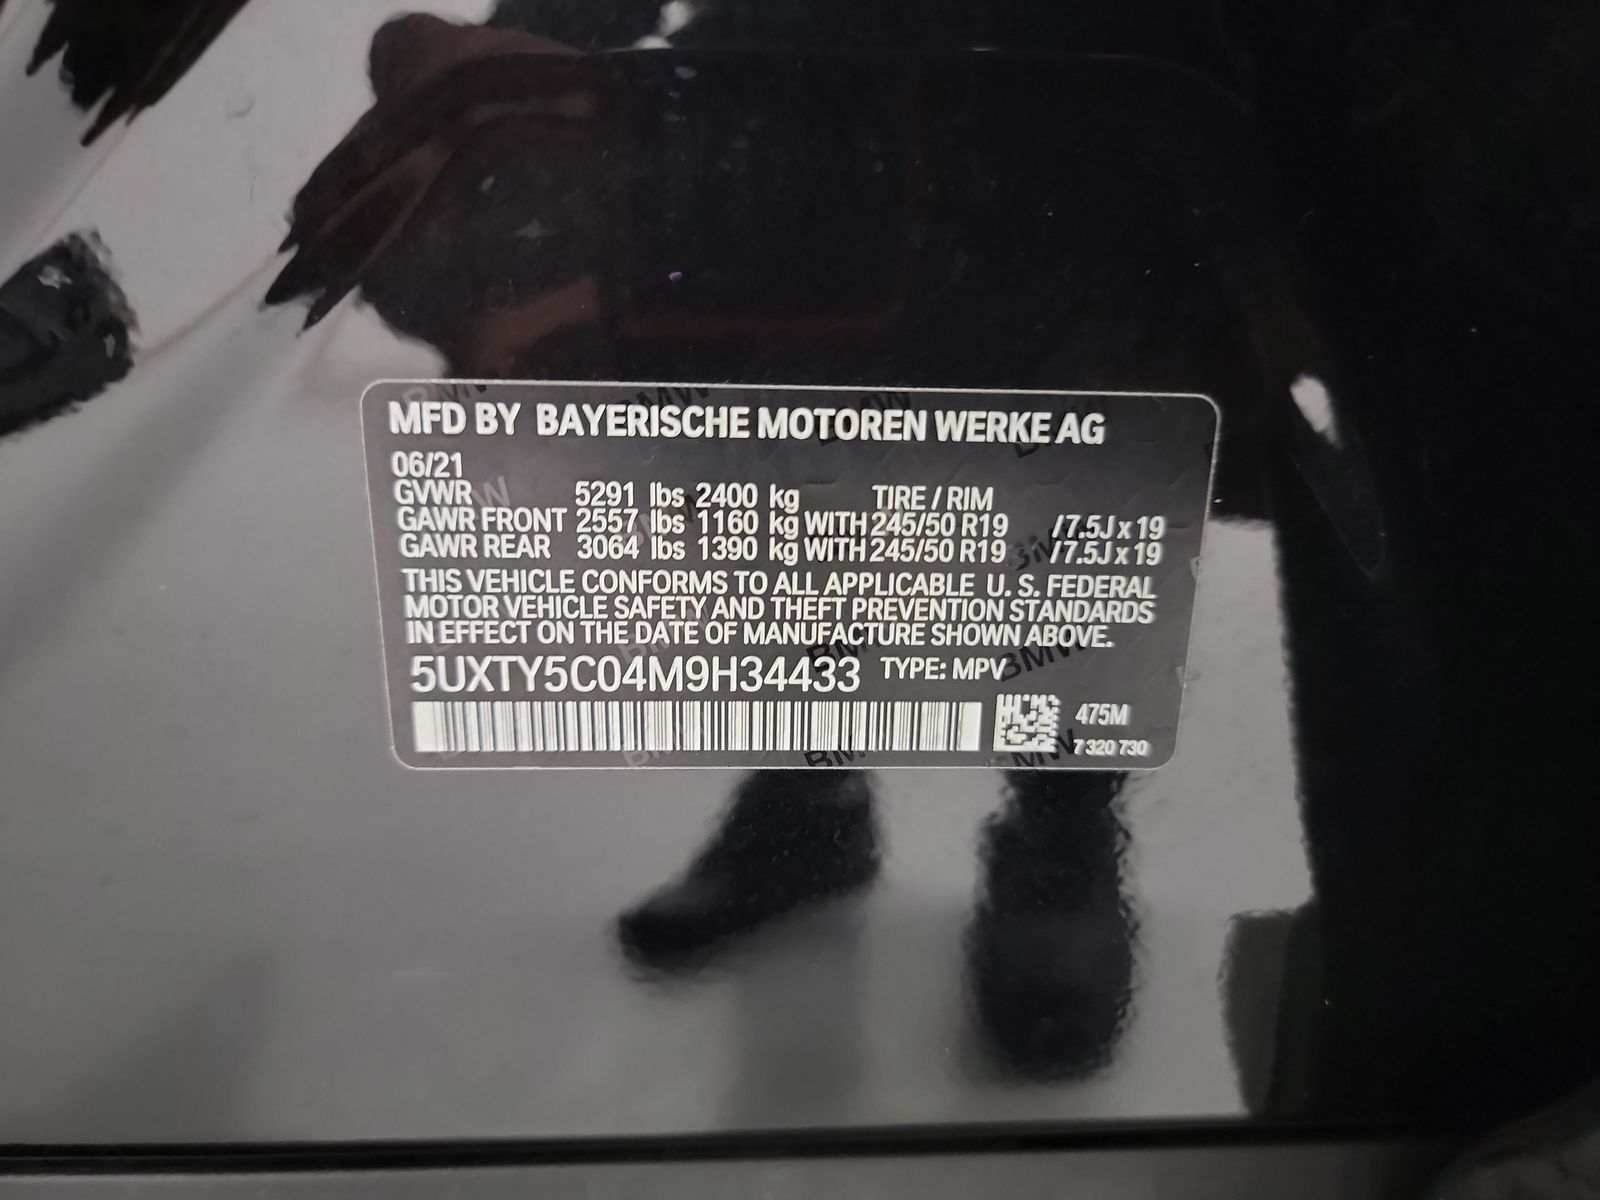 MFD BY BAYERISCHE MOTOREN WERKE AG
06/21
GVWR 5291 lbs 2400 kg TIRE / RIM
GAWR FRONT 2557 lbs 1160 kg WITH 245/50 R19 /7.5J x 19
GAWR REAR 3064 lbs 1390 kg WITH 245/50 R19 /7.5J x 19
THIS VEHICLE CONFORMS TO ALL APPLICABLE U. S. FEDERAL
MOTOR VEHICLE SAFETY AND THEFT PREVENTION STANDARDS
IN EFFECT ON THE DATE OF MANUFACTURE SHOWN ABOVE.
5UXTY5C04M9H34433 TYPE: MPV
475M
7 320 730